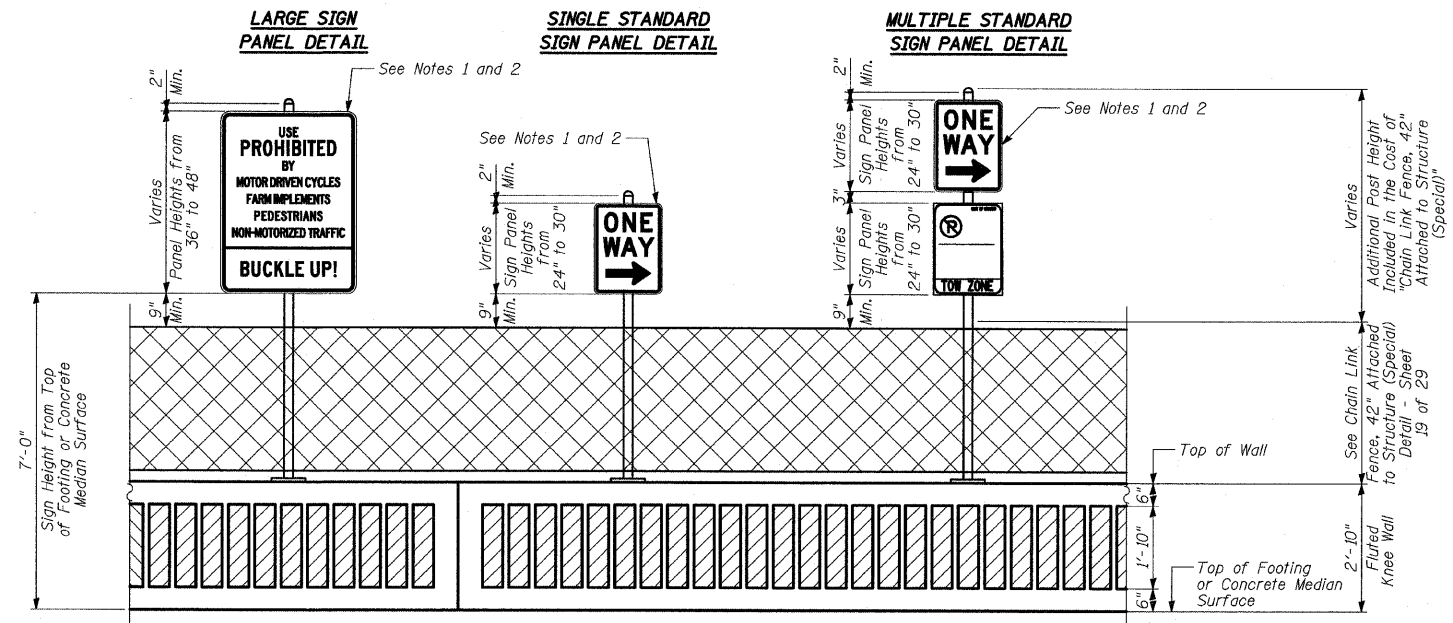 LARGE SIGN
PANEL DETAIL
SINGLE STANDARD
SIGN PANEL DETAIL
MULTIPLE STANDARD
SIGN PANEL DETAIL
2"
Min.
See Notes 1 and 2
Varies
Panel Heights from
36" to 48"
9"
Min.
USE
PROHIBITED
BY
MOTOR DRIVEN CYCLES
FARM IMPLEMENTS
PEDESTRIANS
NON-MOTORIZED TRAFFIC
BUCKLE UP!
See Notes 1 and 2
2"
Min.
Varies
Sign Panel
Heights
from
24" to 30"
9"
Min.
ONE
WAY
2"
Min.
Varies
Sign Panel
Heights
from
24" to 30"
3"
Varies
Sign Panel
Heights
from
24" to 30"
9"
Min.
ONE
WAY
See Notes 1 and 2
P
TOW ZONE
Varies
Additional Post Height
Included in the Cost of
"Chain Link Fence, 42"
Attached to Structure
(Special)"
See Chain Link
Fence, 42" Attached
to Structure (Special)
Detail - Sheet
19 of 29
7'-0"
Sign Height from Top
of Footing or Concrete
Median Surface
Top of Wall
6"
1'-10"
6"
2'-10"
Fluted
Knee Wall
Top of Footing
or Concrete Median
Surface